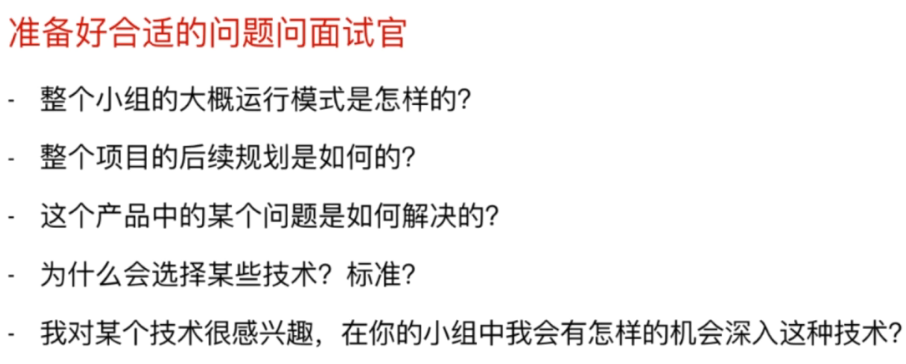 准备好合适的问题问面试官
- 整个小组的大概运行模式是怎样的?
- 整个项目的后续规划是如何的?
- 这个产品中的某个问题是如何解决的?
- 为什么会选择某些技术？标准?
- 我对某个技术很感兴趣，在你的小组中我会有怎样的机会深入这种技术?